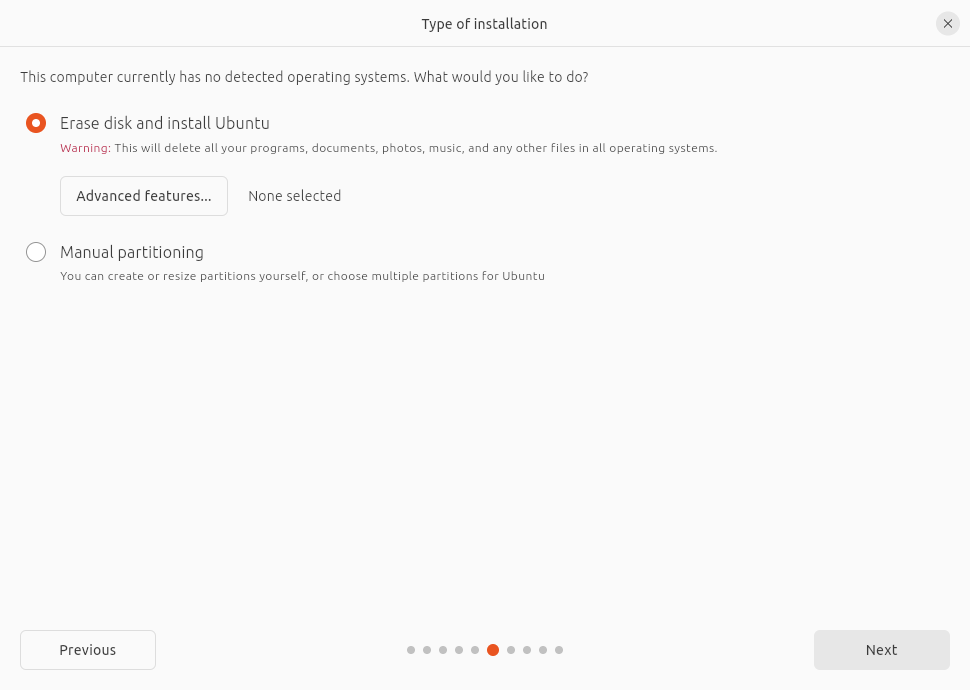 Type of installation
This computer currently has no detected operating systems. What would you like to do?
Erase disk and install Ubuntu
Warning: This will delete all your programs, documents, photos, music, and any other files in all operating systems.
Advanced features... None selected
Manual partitioning
You can create or resize partitions yourself, or choose multiple partitions for Ubuntu
Previous Next